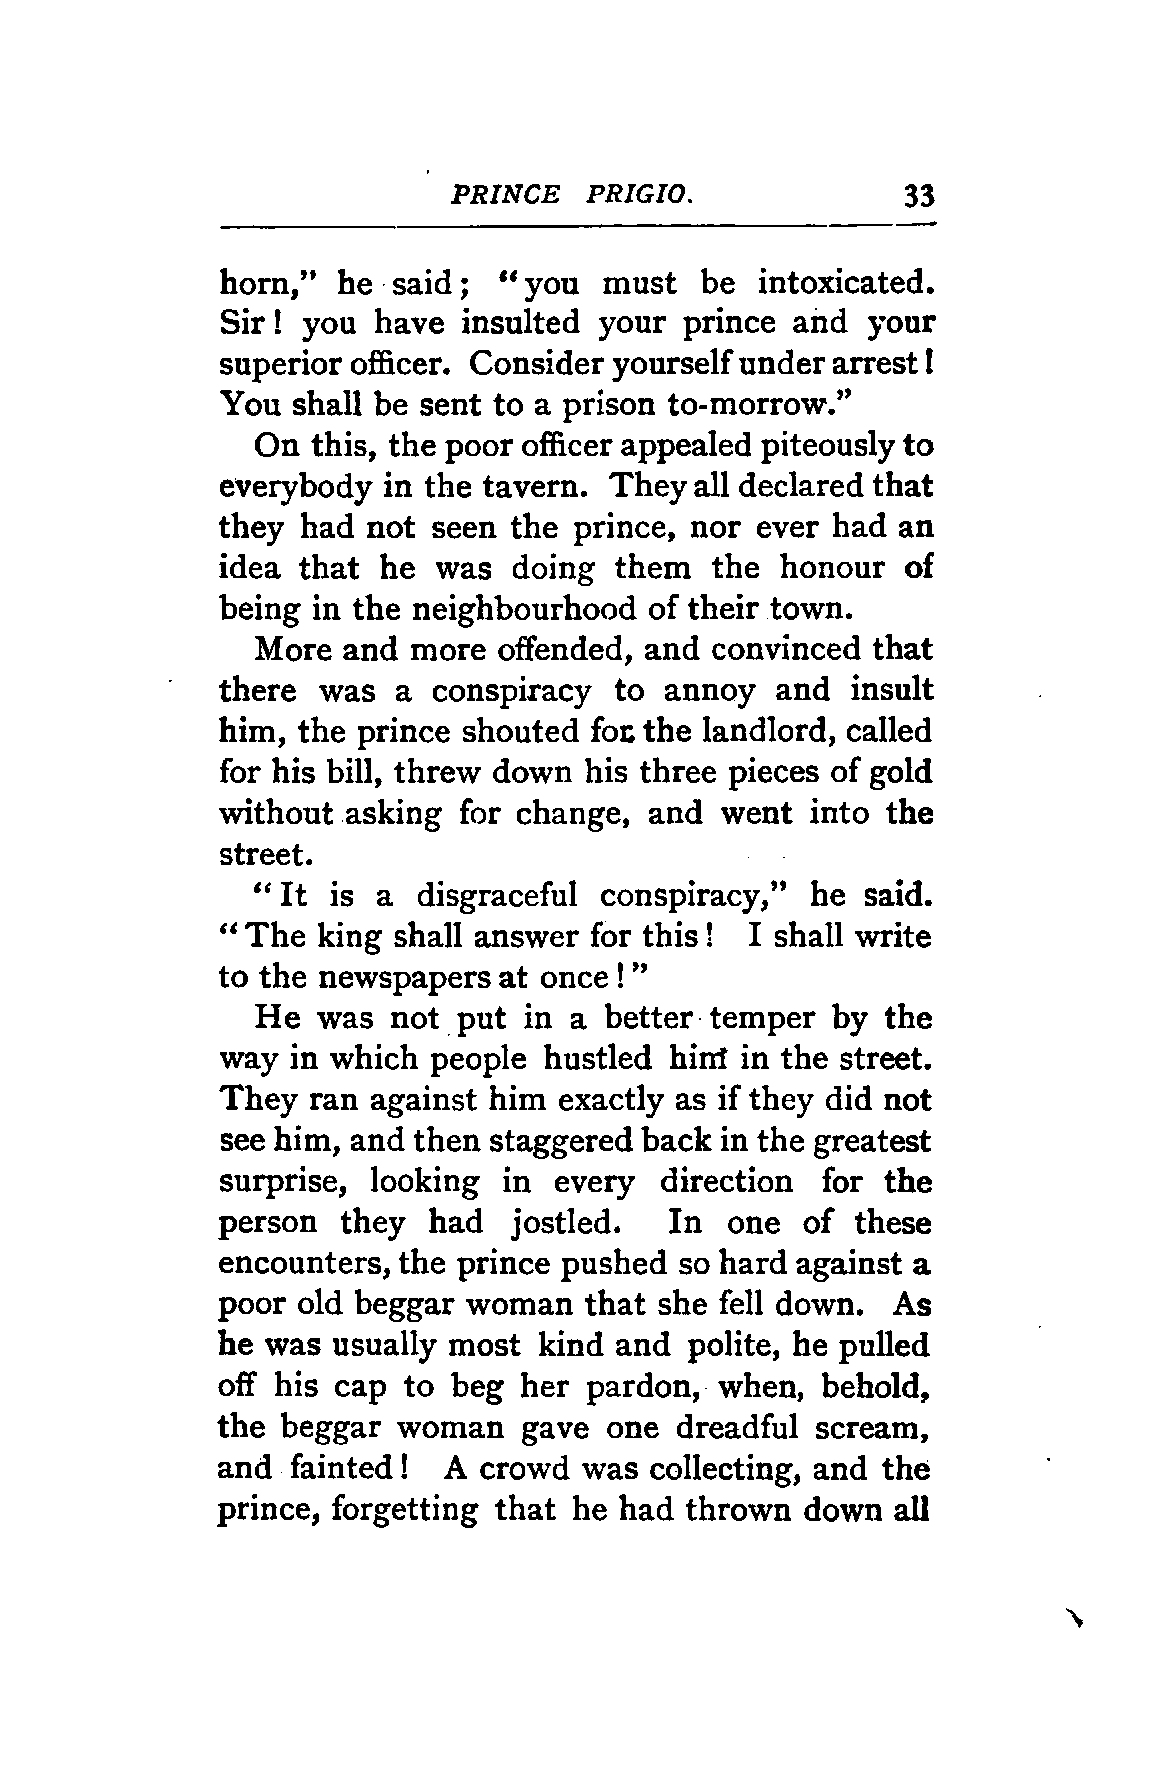 PRINCE PRIGIO. 33
horn," he said; "you must be intoxicated.
Sir! you have insulted your prince and your
superior officer. Consider yourself under arrest!
You shall be sent to a prison to-morrow."
On this, the poor officer appealed piteously to
everybody in the tavern. They all declared that
they had not seen the prince, nor ever had an
idea that he was doing them the honour of
being in the neighbourhood of their town.
More and more offended, and convinced that
there was a conspiracy to annoy and insult
him, the prince shouted for the landlord, called
for his bill, threw down his three pieces of gold
without asking for change, and went into the
street.
"It is a disgraceful conspiracy," he said.
"The king shall answer for this! I shall write
to the newspapers at once!"
He was not put in a better temper by the
way in which people hustled him in the street.
They ran against him exactly as if they did not
see him, and then staggered back in the greatest
surprise, looking in every direction for the
person they had jostled. In one of these
encounters, the prince pushed so hard against a
poor old beggar woman that she fell down. As
he was usually most kind and polite, he pulled
off his cap to beg her pardon, when, behold,
the beggar woman gave one dreadful scream,
and fainted! A crowd was collecting, and the
prince, forgetting that he had thrown down all